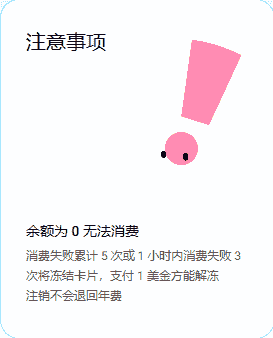 注意事项
余额为 0 无法消费
消费失败累计 5 次或 1 小时内消费失败 3
次将冻结卡片，支付 1 美金方能解冻
注销不会退回年费